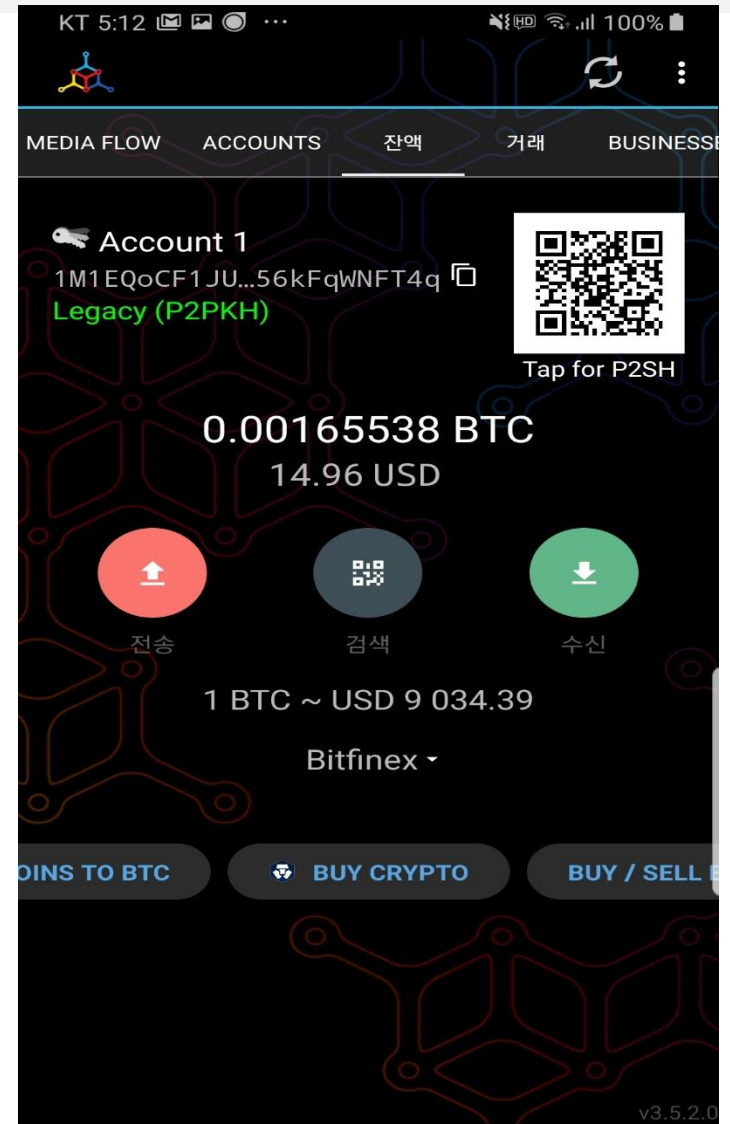 KT 5:12 ··· HD 100%
MEDIA FLOW ACCOUNTS 잔액 거래 BUSINESSE
Account 1
1M1EQoCF1JU...56kFqWNFT4q
Legacy (P2PKH)
Tap for P2SH
0.00165538 BTC
14.96 USD
전송 검색 수신
1 BTC ~ USD 9 034.39
Bitfinex
OINS TO BTC BUY CRYPTO BUY / SELL B
v3.5.2.0